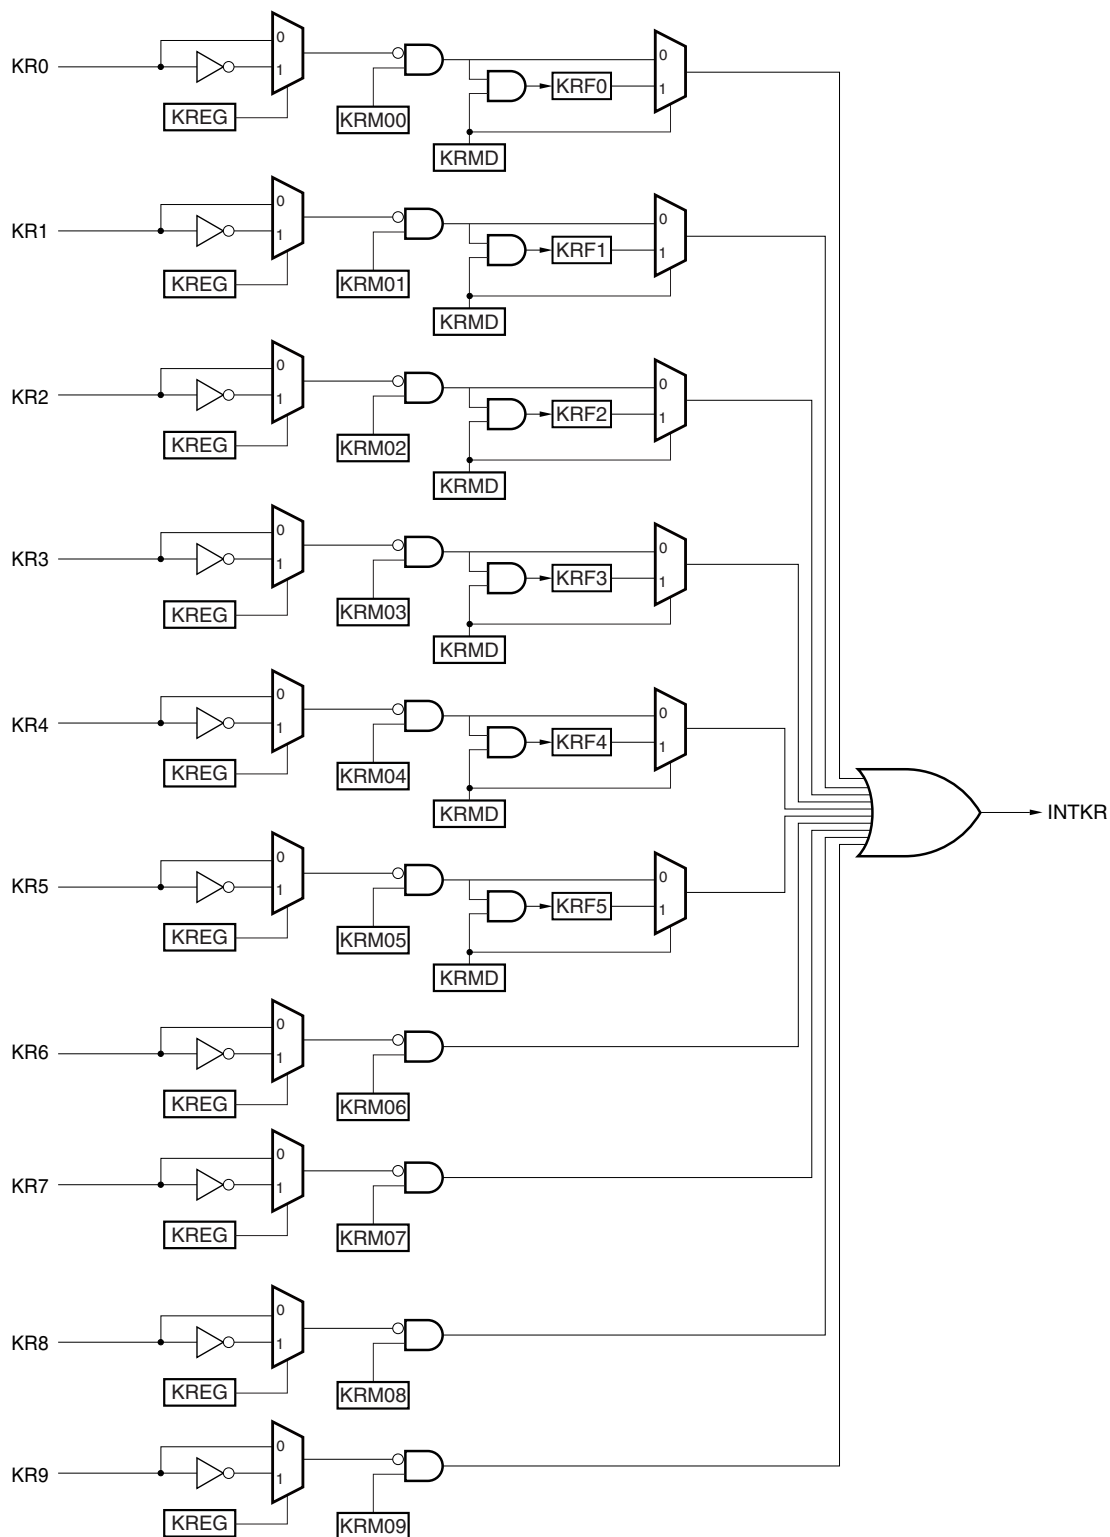 KR0
0
1
KREG
KRM00
KRF0
0
1
KRMD
KR1
0
1
KREG
KRM01
KRF1
0
1
KRMD
KR2
0
1
KREG
KRM02
KRF2
0
1
KRMD
KR3
0
1
KREG
KRM03
KRF3
0
1
KRMD
KR4
0
1
KREG
KRM04
KRF4
0
1
KRMD
INTKR
KR5
0
1
KREG
KRM05
KRF5
0
1
KRMD
KR6
0
1
KREG
KRM06
KR7
0
1
KREG
KRM07
KR8
0
1
KREG
KRM08
KR9
0
1
KREG
KRM09